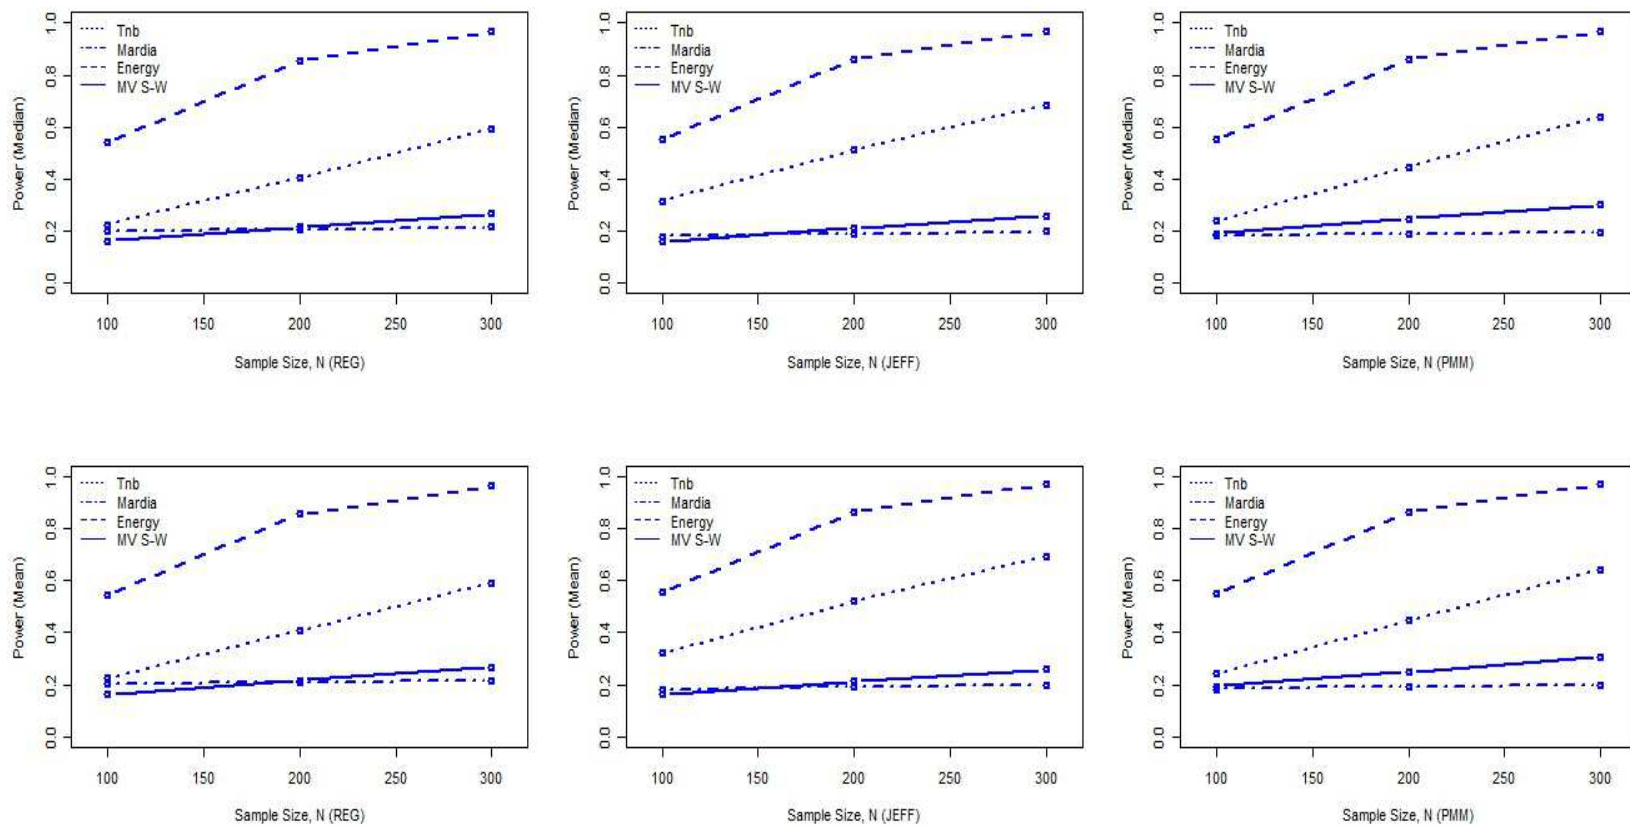 Power (Median)
0.0 0.2 0.4 0.6 0.8 1.0
Tnb
Mardia
Energy
MV S-W
100 150 200 250 300
Sample Size, N (REG)
Power (Median)
0.0 0.2 0.4 0.6 0.8 1.0
Tnb
Mardia
Energy
MV S-W
100 150 200 250 300
Sample Size, N (JEFF)
Power (Median)
0.0 0.2 0.4 0.6 0.8 1.0
Tnb
Mardia
Energy
MV S-W
100 150 200 250 300
Sample Size, N (PMM)
Power (Mean)
0.0 0.2 0.4 0.6 0.8 1.0
Tnb
Mardia
Energy
MV S-W
100 150 200 250 300
Sample Size, N (REG)
Power (Mean)
0.0 0.2 0.4 0.6 0.8 1.0
Tnb
Mardia
Energy
MV S-W
100 150 200 250 300
Sample Size, N (JEFF)
Power (Mean)
0.0 0.2 0.4 0.6 0.8 1.0
Tnb
Mardia
Energy
MV S-W
100 150 200 250 300
Sample Size, N (PMM)